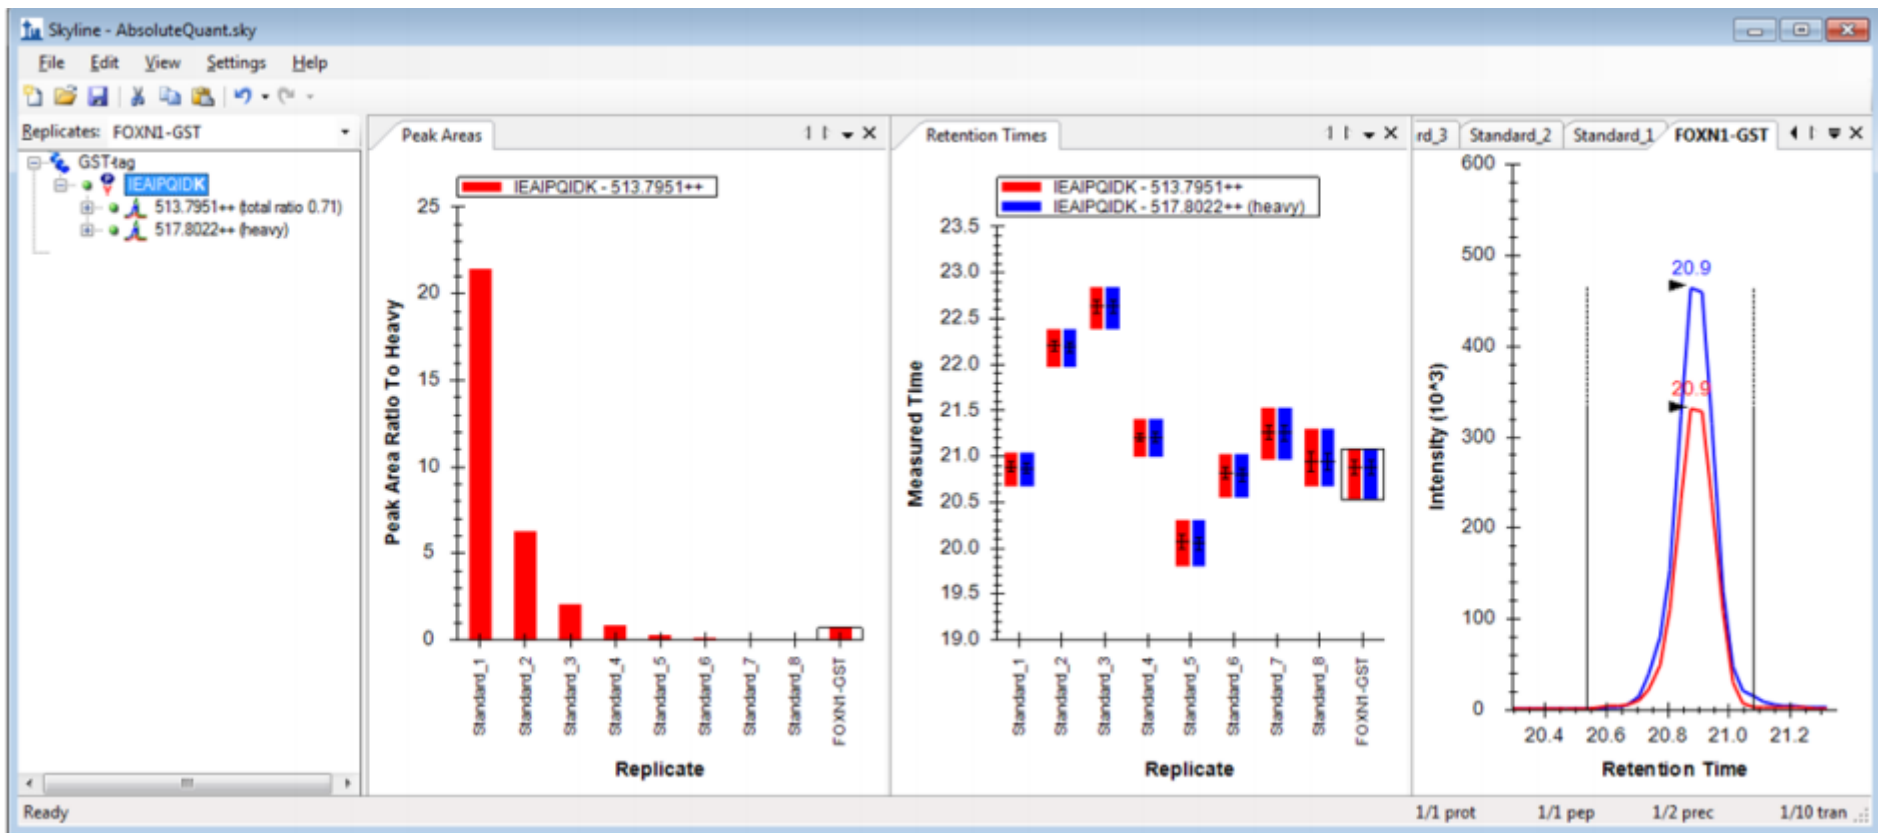 Skyline - AbsoluteQuant.sky
File Edit View Settings Help
Replicates: FOXN1-GST
GST-tag
IEAIPQIDK
513.7951++ (total ratio 0.71)
517.8022++ (heavy)
Peak Areas
IEAIPQIDK - 513.7951++
Peak Area Ratio To Heavy
25
20
15
10
5
0
Standard_1
Standard_2
Standard_3
Standard_4
Standard_5
Standard_6
Standard_7
Standard_8
FOXN1-GST
Replicate
Retention Times
IEAIPQIDK - 513.7951++
IEAIPQIDK - 517.8022++ (heavy)
Measured Time
23.5
23.0
22.5
22.0
21.5
21.0
20.5
20.0
19.5
19.0
Standard_1
Standard_2
Standard_3
Standard_4
Standard_5
Standard_6
Standard_7
Standard_8
FOXN1-GST
Replicate
rd_3 Standard_2 Standard_1 FOXN1-GST
Intensity (10^3)
600
500
400
300
200
100
0
20.9
20.9
20.4 20.6 20.8 21.0 21.2
Retention Time
Ready 1/1 prot 1/1 pep 1/2 prec 1/10 tran